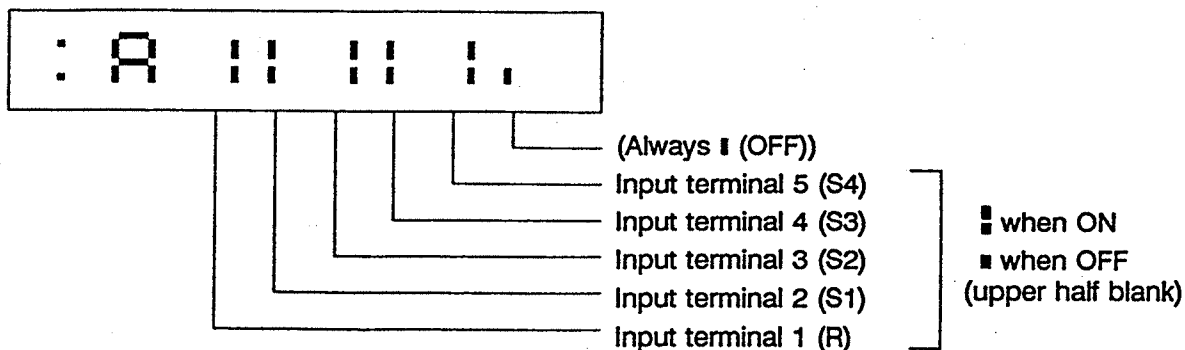 : A
(Always ▮ (OFF))
Input terminal 5 (S4)
Input terminal 4 (S3)
Input terminal 3 (S2)
Input terminal 2 (S1)
Input terminal 1 (R)
when ON
when OFF
(upper half blank)